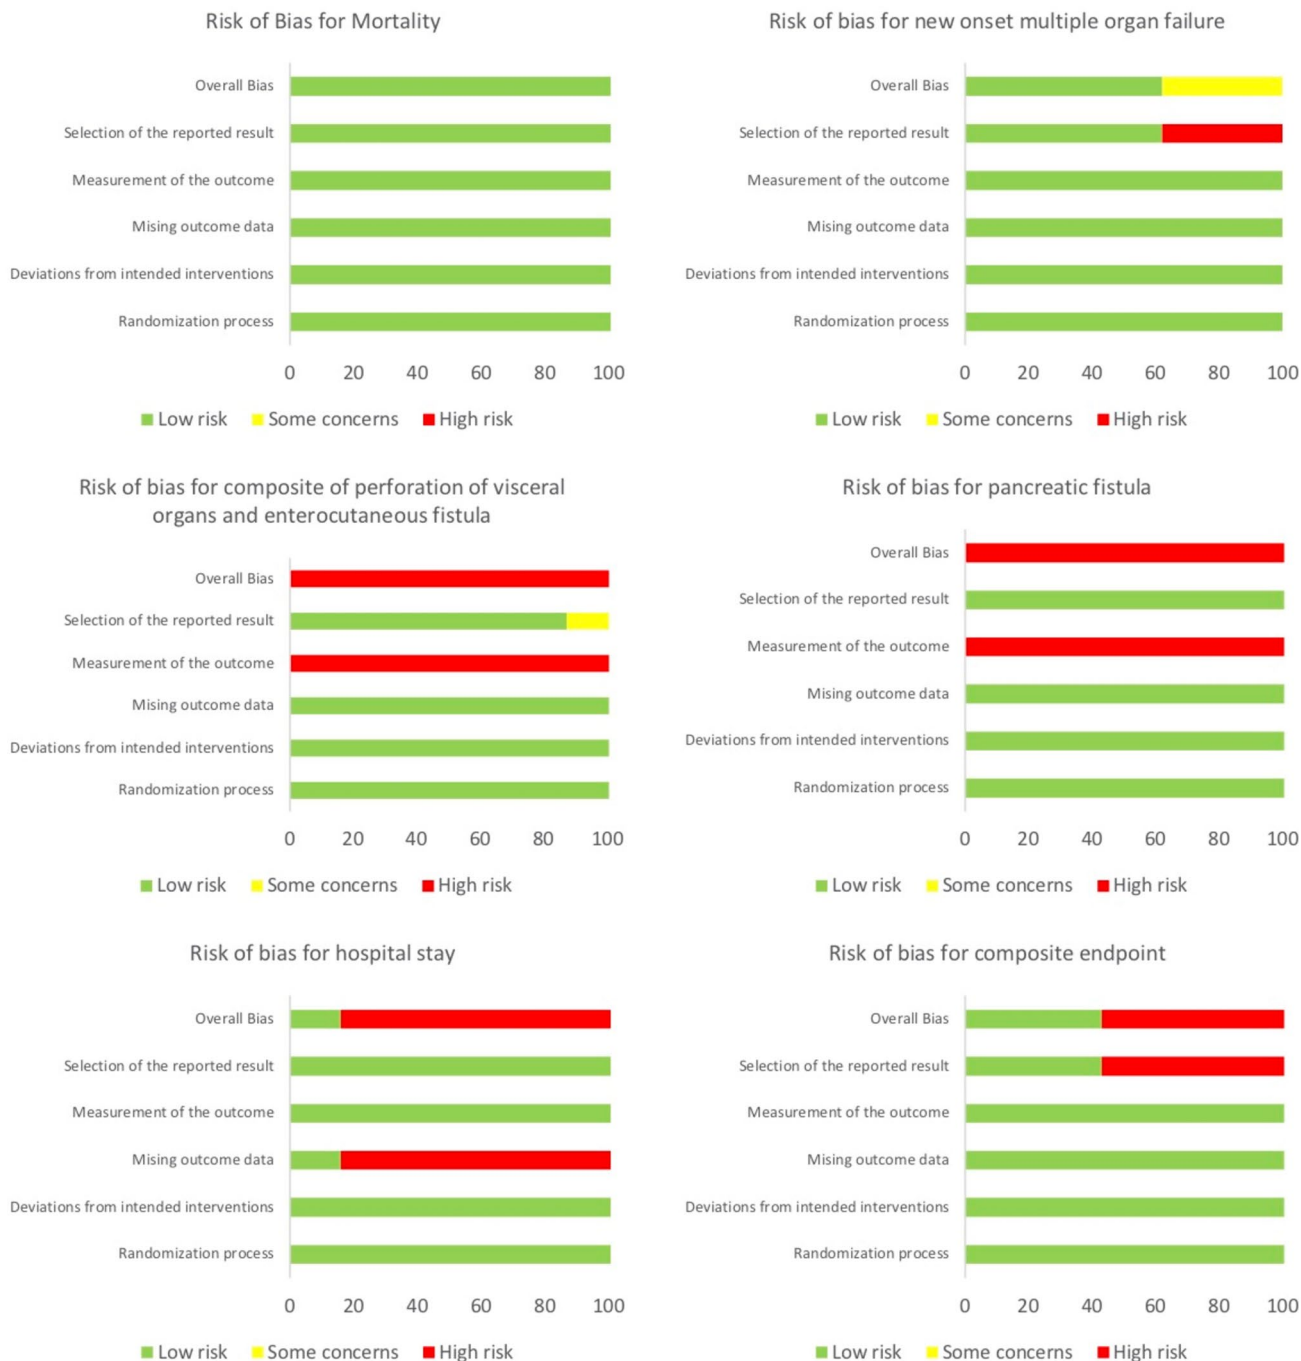 Risk of Bias for Mortality
Overall Bias
Selection of the reported result
Measurement of the outcome
Mising outcome data
Deviations from intended interventions
Randomization process
0 20 40 60 80 100
Low risk Some concerns High risk
Risk of bias for new onset multiple organ failure
Overall Bias
Selection of the reported result
Measurement of the outcome
Mising outcome data
Deviations from intended interventions
Randomization process
0 20 40 60 80 100
Low risk Some concerns High risk
Risk of bias for composite of perforation of visceral
organs and enterocutaneous fistula
Overall Bias
Selection of the reported result
Measurement of the outcome
Mising outcome data
Deviations from intended interventions
Randomization process
0 20 40 60 80 100
Low risk Some concerns High risk
Risk of bias for pancreatic fistula
Overall Bias
Selection of the reported result
Measurement of the outcome
Mising outcome data
Deviations from intended interventions
Randomization process
0 20 40 60 80 100
Low risk Some concerns High risk
Risk of bias for hospital stay
Overall Bias
Selection of the reported result
Measurement of the outcome
Mising outcome data
Deviations from intended interventions
Randomization process
0 20 40 60 80 100
Low risk Some concerns High risk
Risk of bias for composite endpoint
Overall Bias
Selection of the reported result
Measurement of the outcome
Mising outcome data
Deviations from intended interventions
Randomization process
0 20 40 60 80 100
Low risk Some concerns High risk